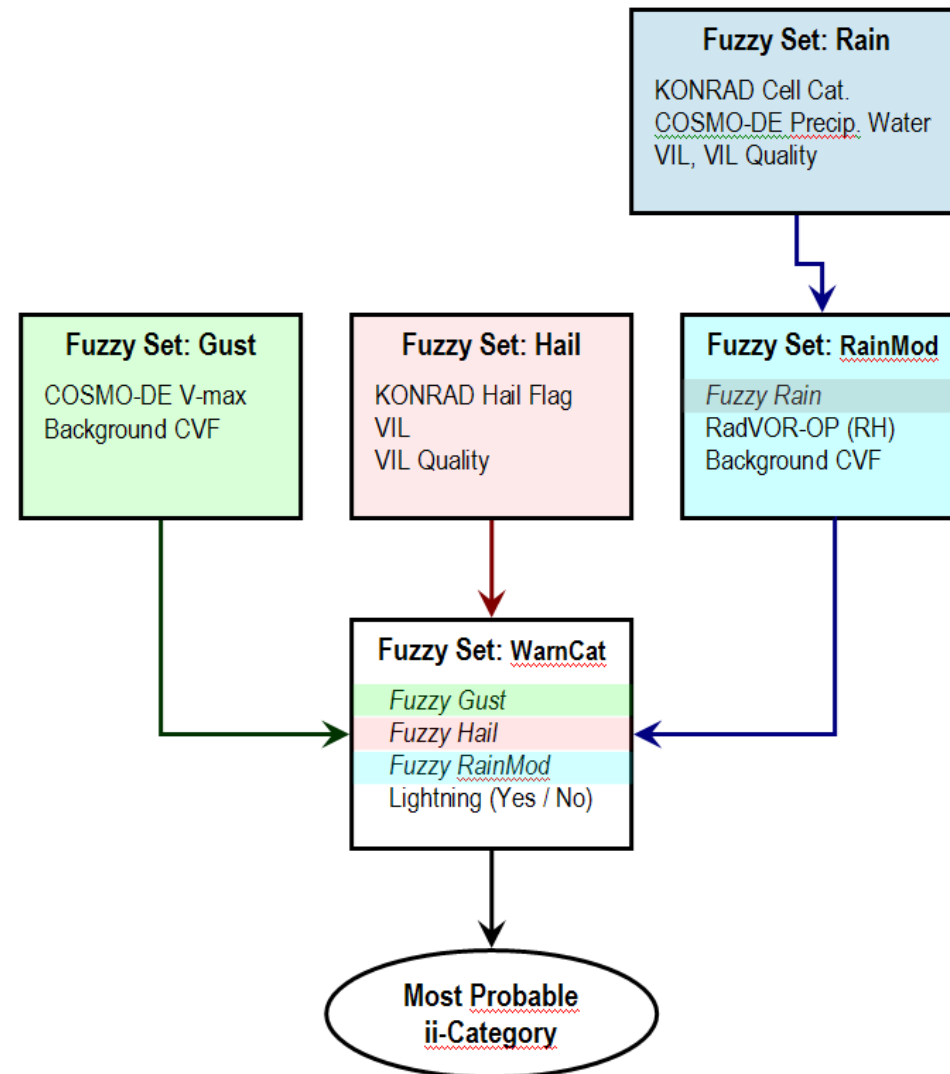 Fuzzy Set: Rain
KONRAD Cell Cat.
COSMO-DE Precip. Water
VIL, VIL Quality
Fuzzy Set: Gust
COSMO-DE V-max
Background CVF
Fuzzy Set: Hail
KONRAD Hail Flag
VIL
VIL Quality
Fuzzy Set: RainMod
Fuzzy Rain
RadVOR-OP (RH)
Background CVF
Fuzzy Set: WarnCat
Fuzzy Gust
Fuzzy Hail
Fuzzy RainMod
Lightning (Yes / No)
Most Probable
ii-Category